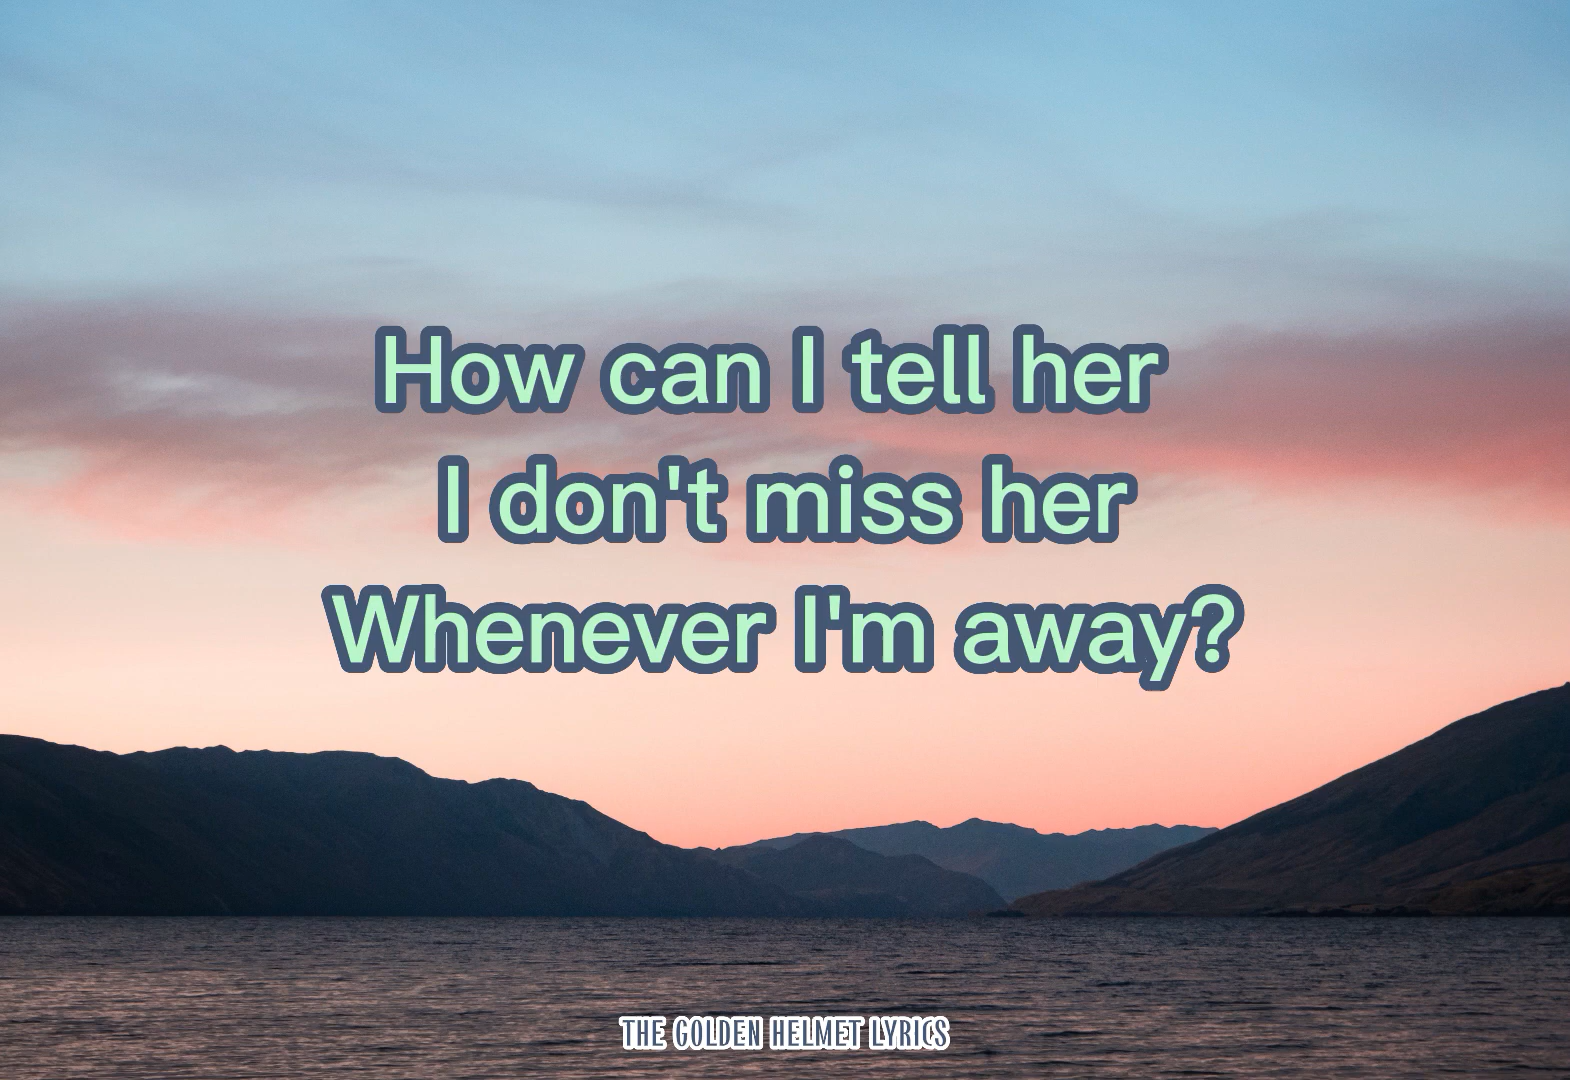 How can I tell her
I don't miss her
Whenever I'm away?
THE GOLDEN HELMET LYRICS